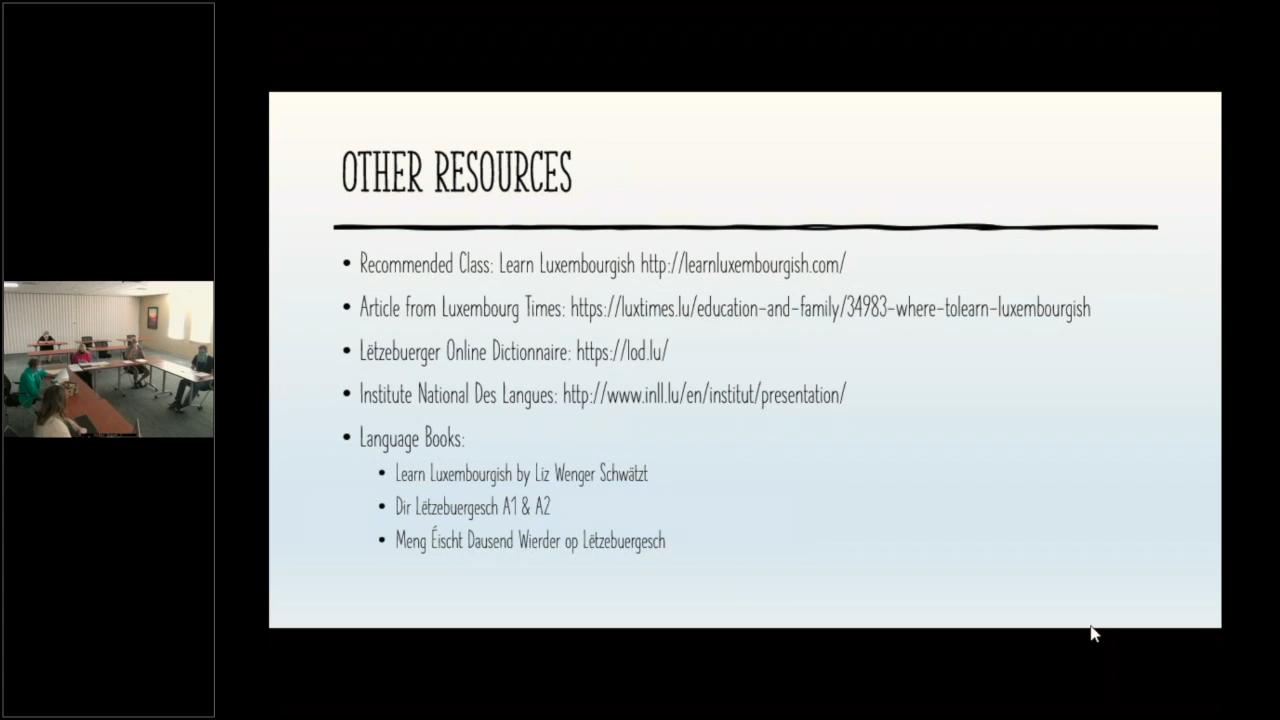 OTHER RESOURCES
• Recommended Class: Learn Luxembourgish http://learnluxembourgish.com/
• Article from Luxembourg Times: https://luxtimes.lu/education-and-family/34983-where-tolearn-luxembourgish
• Lëtzebuerger Online Dictionnaire: https://lod.lu/
• Institute National Des Langues: http://www.inll.lu/en/institut/presentation/
• Language Books:
• Learn Luxembourgish by Liz Wenger Schwätzt
• Dir Lëtzebuergesch A1 & A2
• Meng Éischt Dausend Wierder op Lëtzebuergesch